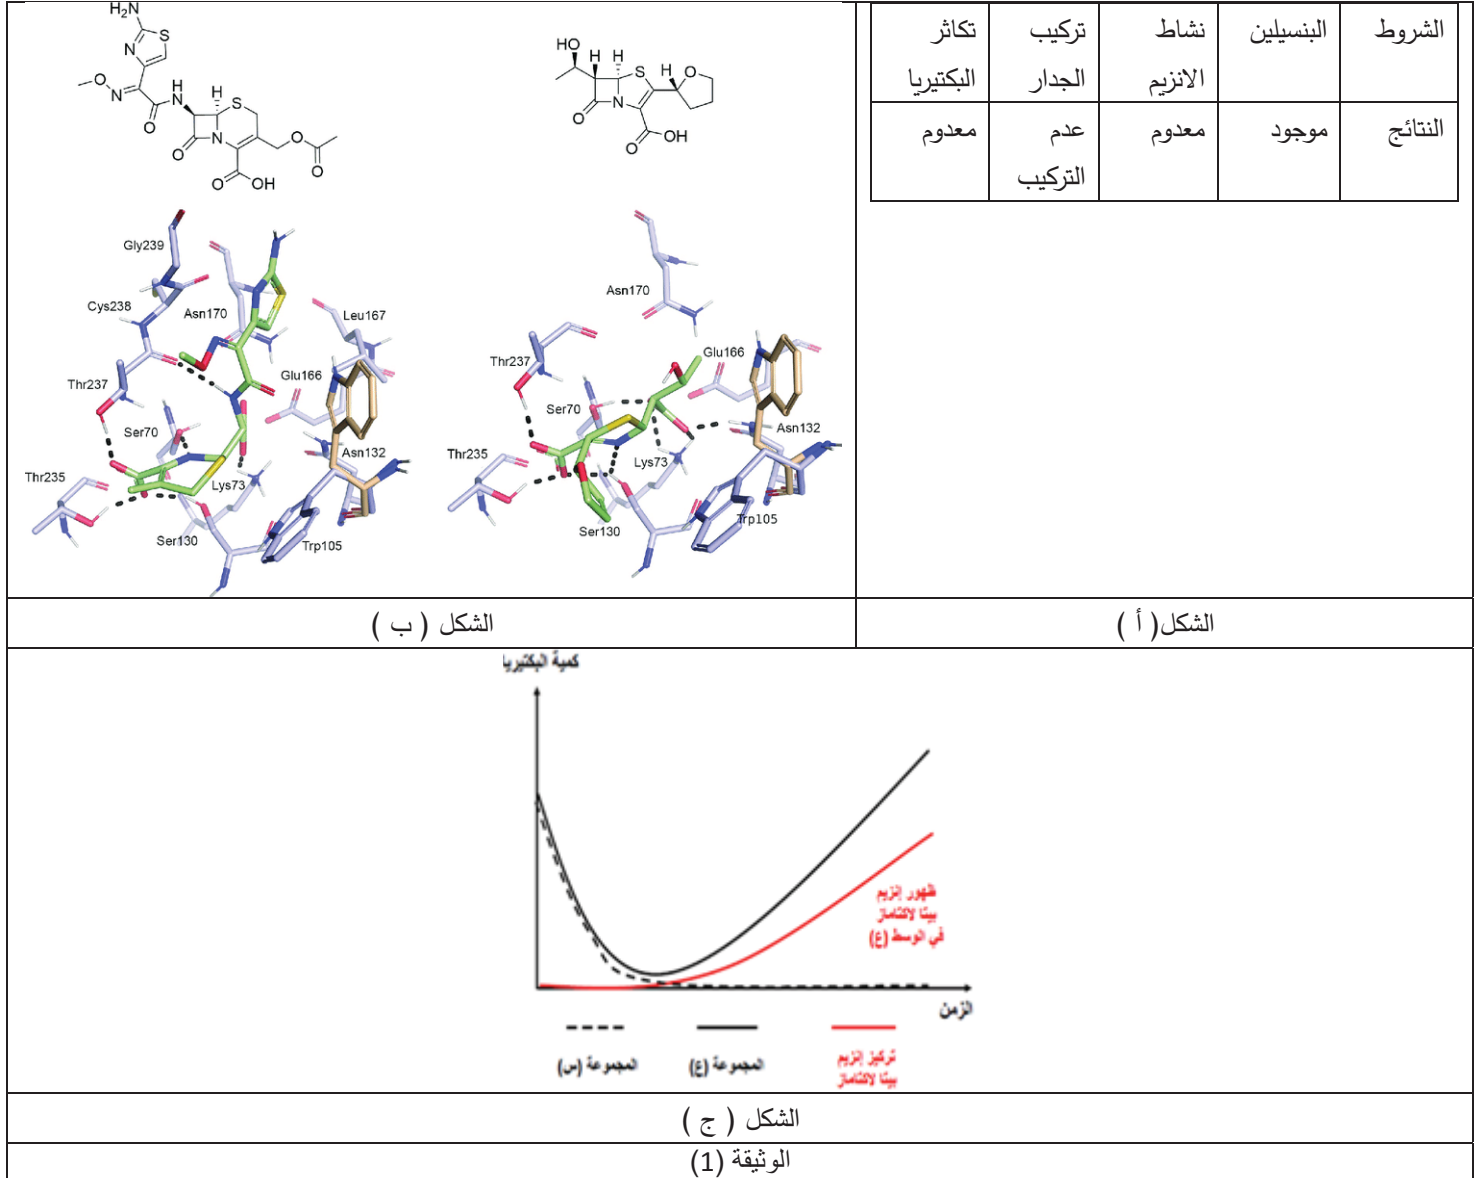 الشروط
البنسيلين
نشاط
الانزيم
تركيب
الجدار
تكاثر
البكتيريا
النتائج
موجود
معدوم
عدم
التركيب
معدوم
H₂N
S
N
O
N
H
N
O
H
S
N
O
O
O
O
OH
HO
H
H
S
H
O
N
O
OH
O
Gly239
Cys238
Asn170
Leu167
Thr237
Glu166
Ser70
Asn132
Thr235
Lys73
Ser130
Trp105
Asn170
Thr237
Glu166
Ser70
Asn132
Thr235
Lys73
Trp105
Ser130
الشكل( أ )
الشكل ( ب )
كمية البكتيريا
ظهور إنزيم
بيتا لاكتاماز
في الوسط (ع)
الزمن
تركيز إنزيم
بيتا لاكتاماز
المجموعة (ع)
المجموعة (س)
الشكل ( ج )
الوثيقة (1)